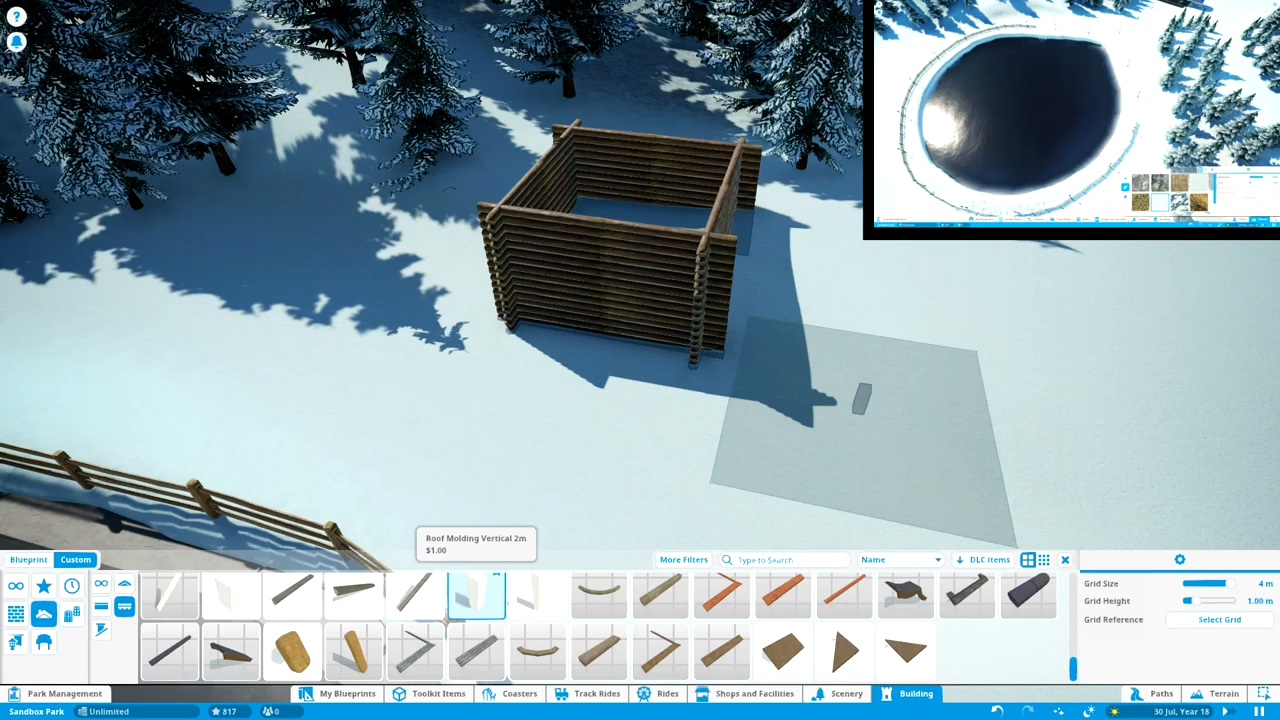 ?
Roof Molding Vertical 2m
$1.00
Blueprint
Custom
More Filters
Type to Search
Name
DLC items
Grid Size
4 m
Grid Height
1.00 m
Grid Reference
Select Grid
Park Management
My Blueprints
Toolkit Items
Coasters
Track Rides
Rides
Shops and Facilities
Scenery
Building
Paths
Terrain
Sandbox Park
Unlimited
817
0
30 Jul, Year 18